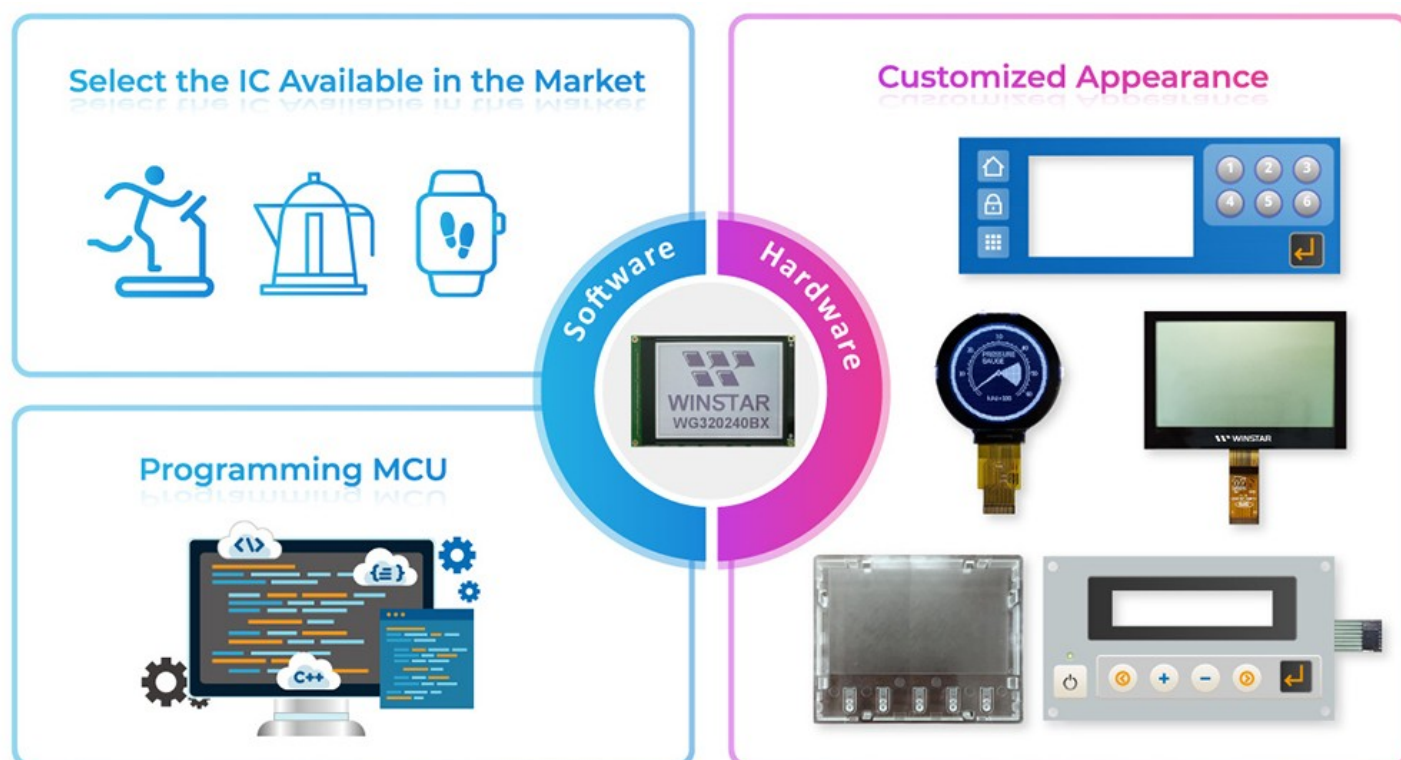 Select the IC Available in the Market
Customized Appearance
1 2 3
4 5 6
Software
Hardware
WINSTAR
WG320240BX
PRESSURE
GAUGE
WINSTAR
Programming MCU
<\>
{ }
C++